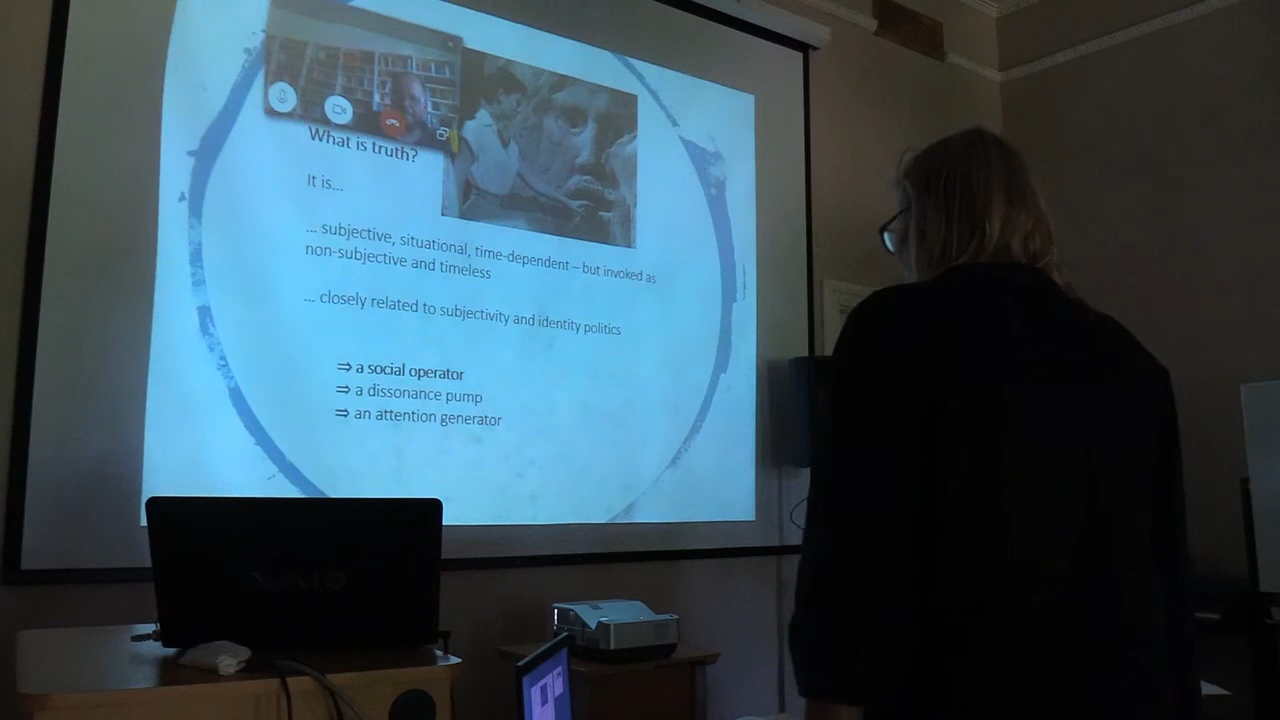 What is truth?
It is...
... subjective, situational, time-dependent – but invoked as
non-subjective and timeless
... closely related to subjectivity and identity politics
⇒ a social operator
⇒ a dissonance pump
⇒ an attention generator
VAIO